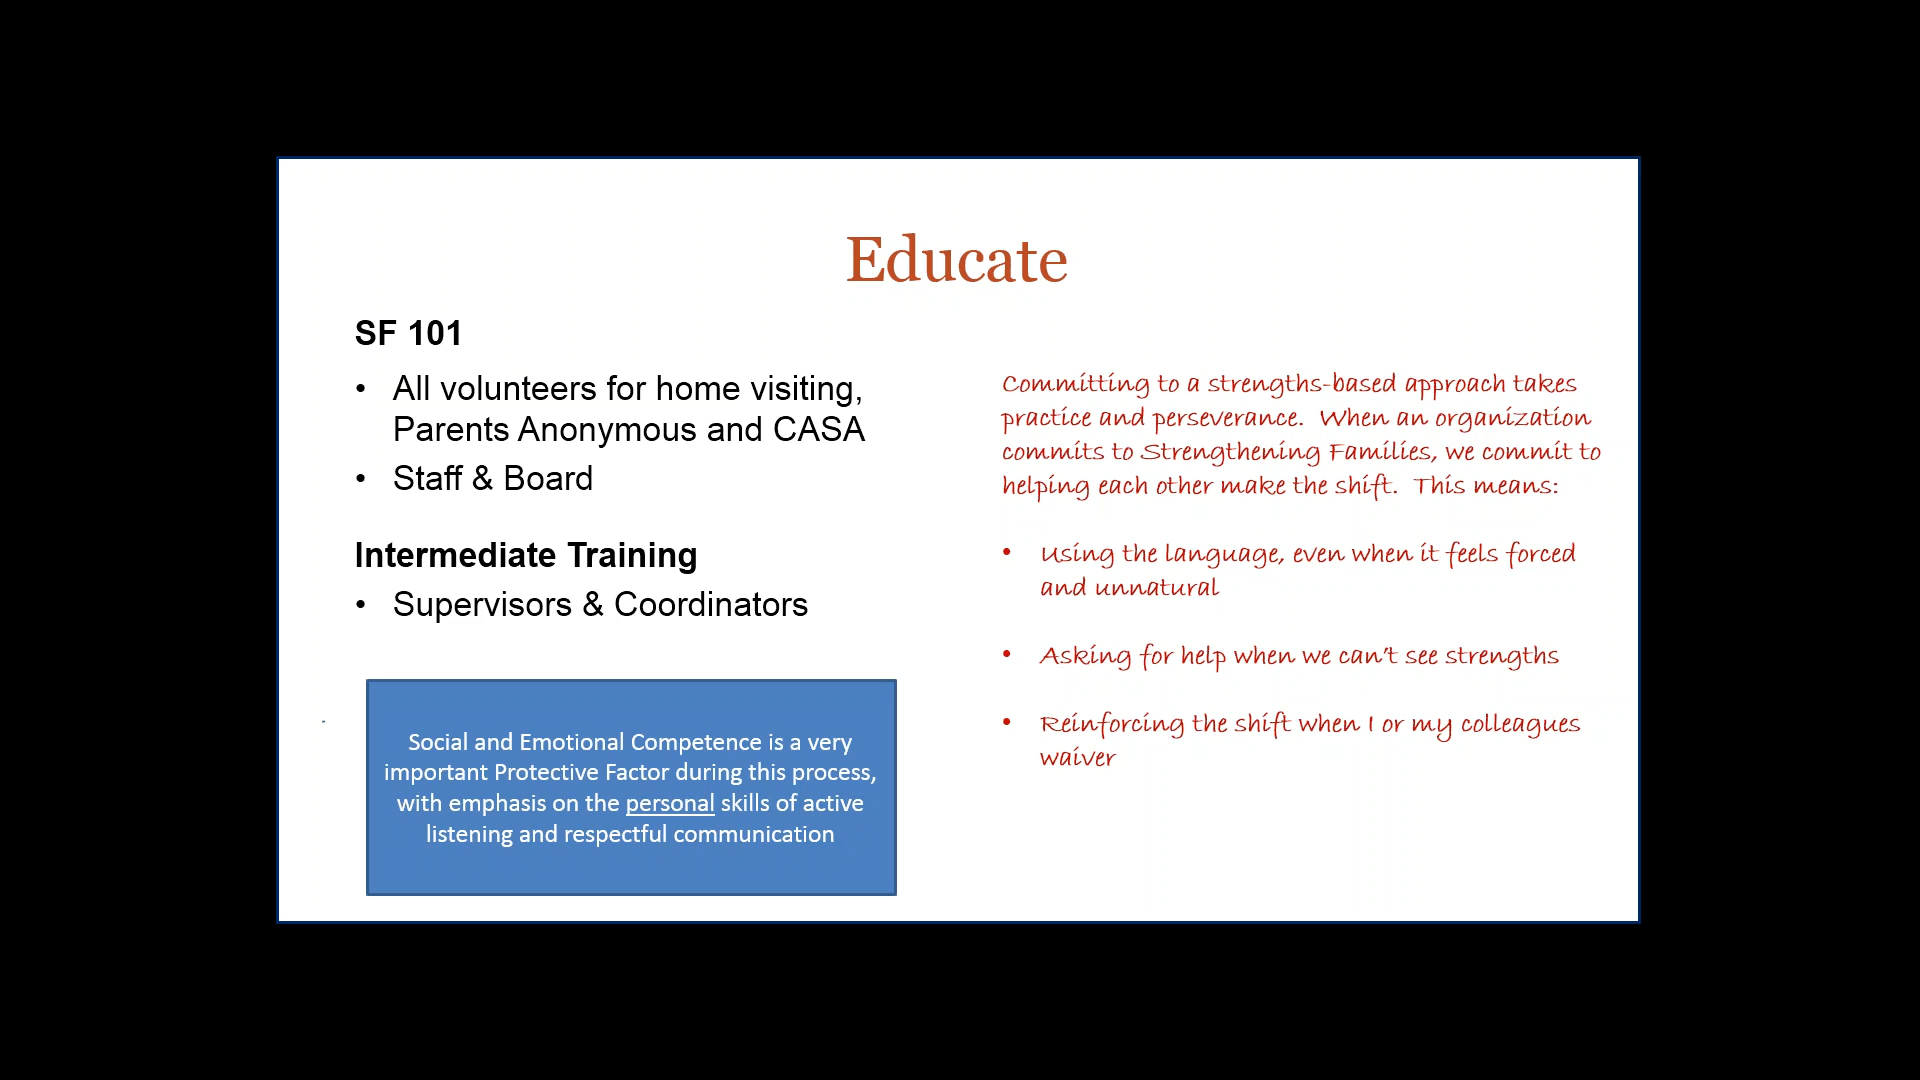 Educate
SF 101
• All volunteers for home visiting,
Parents Anonymous and CASA
• Staff & Board
Intermediate Training
• Supervisors & Coordinators
Social and Emotional Competence is a very
important Protective Factor during this process,
with emphasis on the personal skills of active
listening and respectful communication
Committing to a strengths-based approach takes
practice and perseverance. When an organization
commits to Strengthening Families, we commit to
helping each other make the shift. This means:
• Using the language, even when it feels forced
and unnatural
• Asking for help when we can't see strengths
• Reinforcing the shift when I or my colleagues
waiver